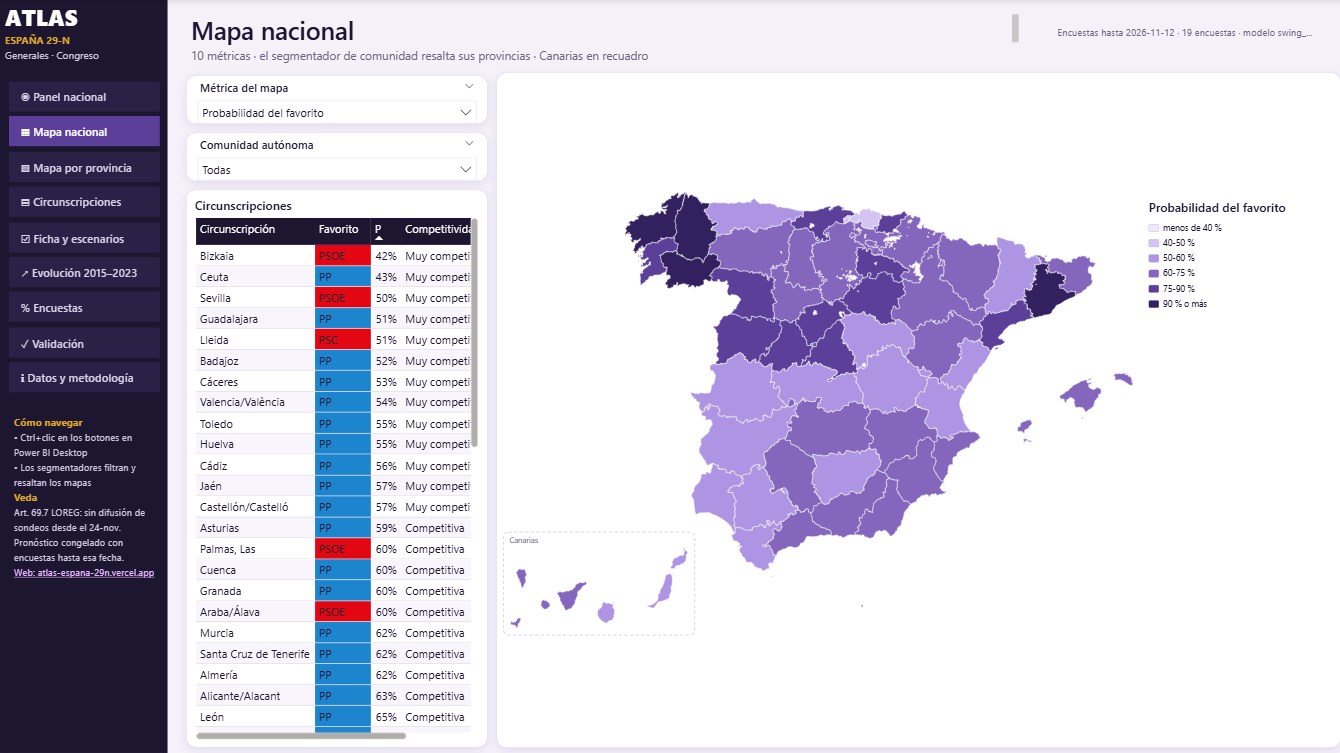 ATLAS
ESPAÑA 29-N
Generales · Congreso
◉ Panel nacional
Mapa nacional
Mapa por provincia
Circunscripciones
☑ Ficha y escenarios
↗ Evolución 2015–2023
% Encuestas
✓ Validación
ℹ Datos y metodología
Cómo navegar
• Ctrl+clic en los botones en
Power BI Desktop
• Los segmentadores filtran y
resaltan los mapas
Veda
Art. 69.7 LOREG: sin difusión de
sondeos desde el 24-nov.
Pronóstico congelado con
encuestas hasta esa fecha.
Web: atlas-espana-29n.vercel.app
Mapa nacional
10 métricas · el segmentador de comunidad resalta sus provincias · Canarias en recuadro
Encuestas hasta 2026-11-12 · 19 encuestas · modelo swing_...
Métrica del mapa
Probabilidad del favorito
Comunidad autónoma
Todas
Circunscripciones
Circunscripción Favorito P Competitivida
Bizkaia PSOE 42% Muy competi
Ceuta PP 43% Muy competi
Sevilla PSOE 50% Muy competi
Guadalajara PP 51% Muy competi
Lleida PSC 51% Muy competi
Badajoz PP 52% Muy competi
Cáceres PP 53% Muy competi
Valencia/València PP 54% Muy competi
Toledo PP 55% Muy competi
Huelva PP 55% Muy competi
Cádiz PP 56% Muy competi
Jaén PP 57% Muy competi
Castellón/Castelló PP 57% Muy competi
Asturias PP 59% Competitiva
Palmas, Las PSOE 60% Competitiva
Cuenca PP 60% Competitiva
Granada PP 60% Competitiva
Araba/Álava PSOE 60% Competitiva
Murcia PP 62% Competitiva
Santa Cruz de Tenerife PP 62% Competitiva
Almería PP 62% Competitiva
Alicante/Alacant PP 63% Competitiva
León PP 65% Competitiva
Probabilidad del favorito
menos de 40 %
40-50 %
50-60 %
60-75 %
75-90 %
90 % o más
Canarias